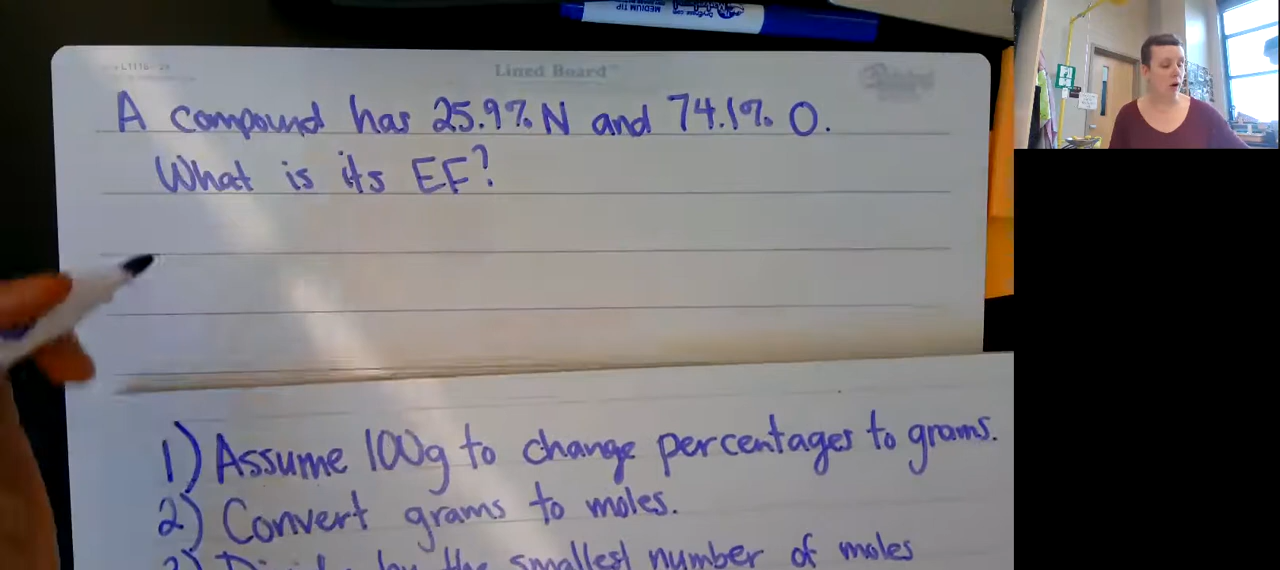 MEDIUM TIP
Lined Board
A compound has 25.9% N and 74.1% O.
What is its EF?
1) Assume 100g to change percentages to grams.
2) Convert grams to moles.
smallest number of moles